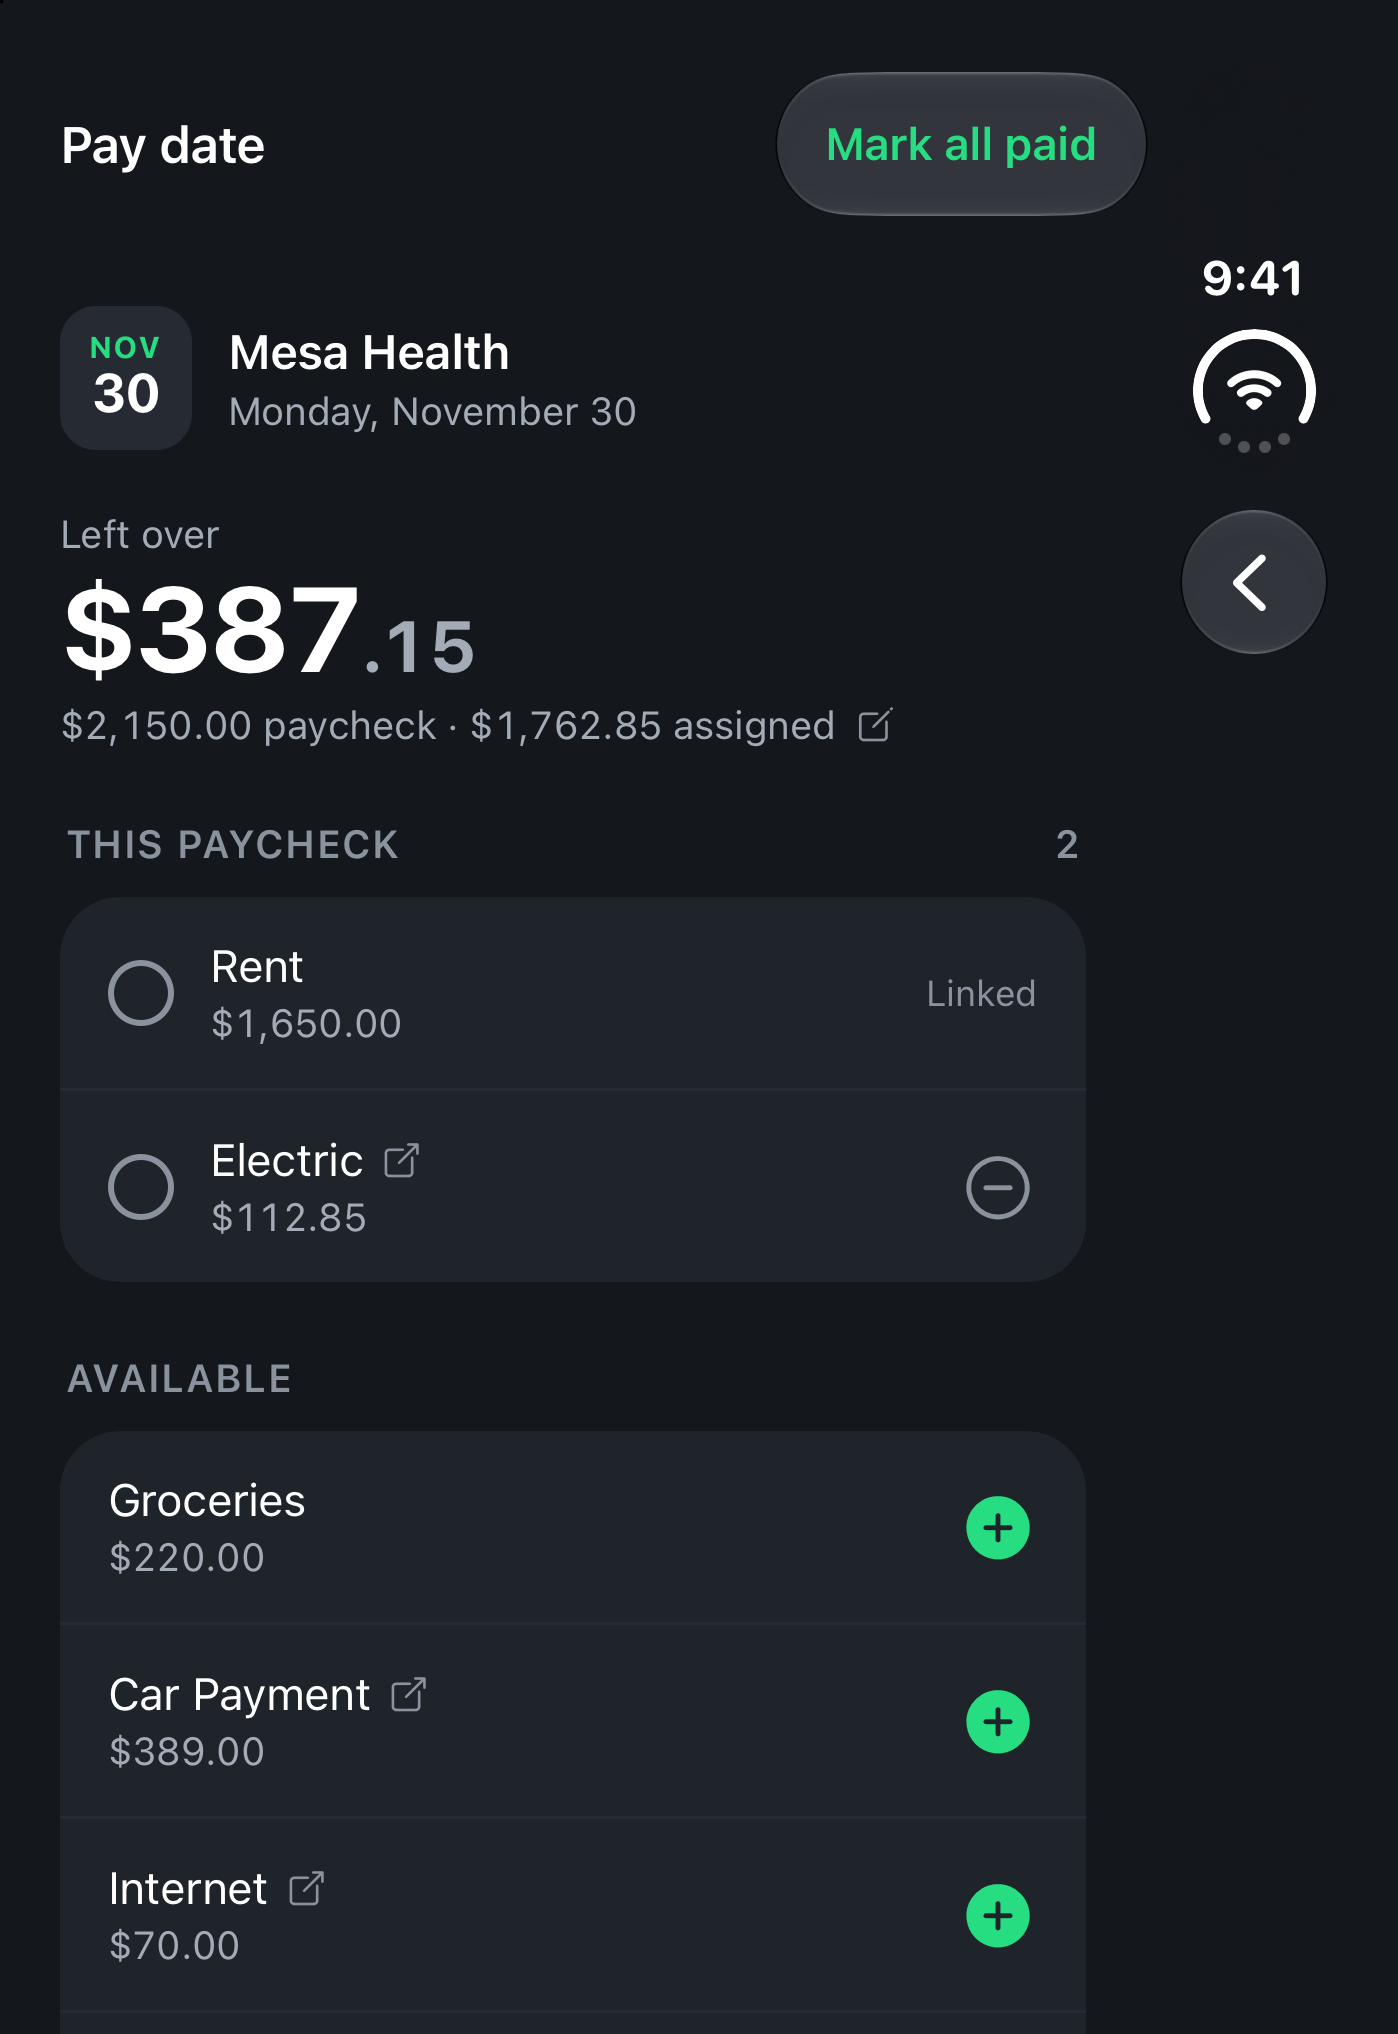 Pay date
Mark all paid
9:41
NOV
30
Mesa Health
Monday, November 30
Left over
$387.15
$2,150.00 paycheck · $1,762.85 assigned
THIS PAYCHECK
2
Rent
$1,650.00
Linked
Electric
$112.85
AVAILABLE
Groceries
$220.00
Car Payment
$389.00
Internet
$70.00